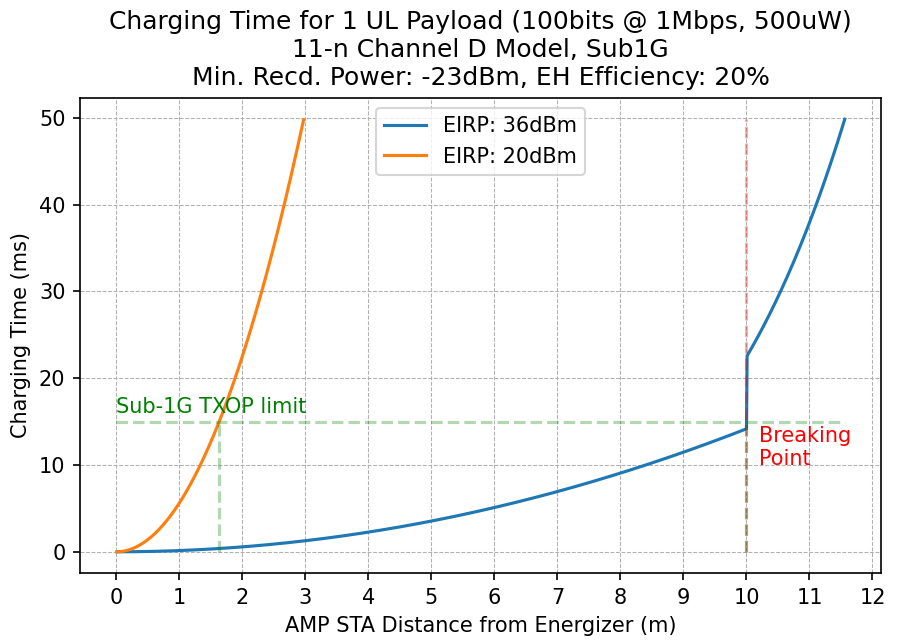 Charging Time for 1 UL Payload (100bits @ 1Mbps, 500uW)
11-n Channel D Model, Sub1G
Min. Recd. Power: -23dBm, EH Efficiency: 20%
EIRP: 36dBm
EIRP: 20dBm
Charging Time (ms)
50
40
30
20
10
0
Sub-1G TXOP limit
Breaking
Point
0 1 2 3 4 5 6 7 8 9 10 11 12
AMP STA Distance from Energizer (m)